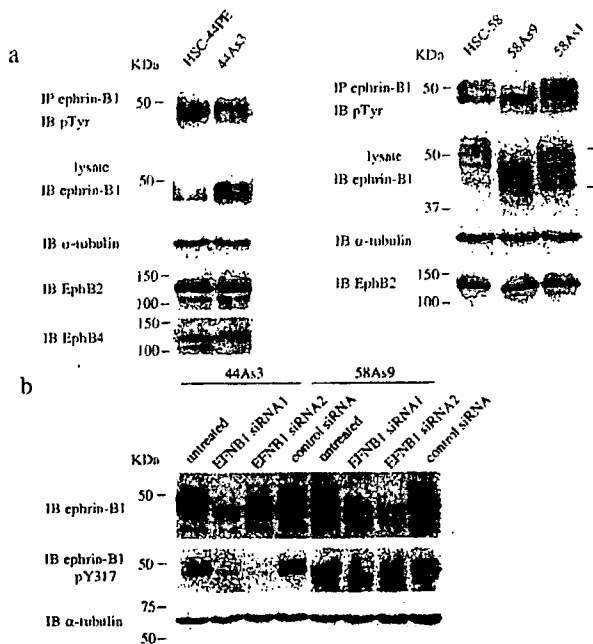 a
KDa
HSC-44PE
44As3
IP ephrin-B1
IB pTyr
50
lysate
IB ephrin-B1
50
IB α-tubulin
IB EphB2
150
100
IB EphB4
150
100
KDa
HSC-58
58As9
58As1
IP ephrin-B1
IB pTyr
50
lysate
IB ephrin-B1
50
37
IB α-tubulin
IB EphB2
150
100
b
44As3
58As9
KDa
untreated
EFNB1 siRNA1
EFNB1 siRNA2
control siRNA
untreated
EFNB1 siRNA1
EFNB1 siRNA2
control siRNA
IB ephrin-B1
50
IB ephrin-B1
pY317
50
IB α-tubulin
75
50